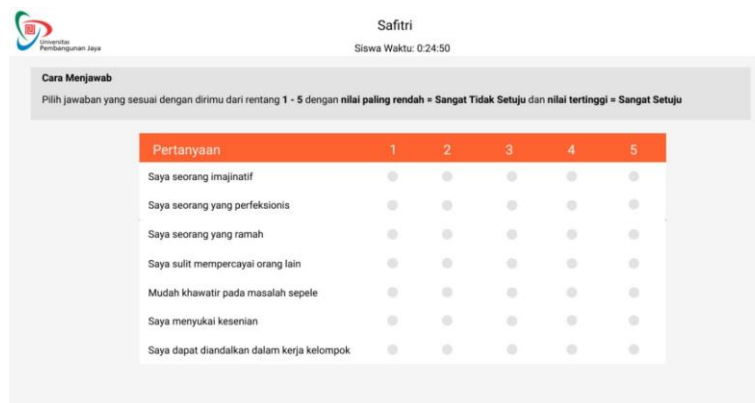 Universitas
Pembangunan Jaya
Safitri
Siswa Waktu: 0:24:50
Cara Menjawab
Pilih jawaban yang sesuai dengan dirimu dari rentang 1 - 5 dengan nilai paling rendah = Sangat Tidak Setuju dan nilai tertinggi = Sangat Setuju
Pertanyaan 1 2 3 4 5
Saya seorang imajinatif
Saya seorang yang perfeksionis
Saya seorang yang ramah
Saya sulit mempercayai orang lain
Mudah khawatir pada masalah sepele
Saya menyukai kesenian
Saya dapat diandalkan dalam kerja kelompok